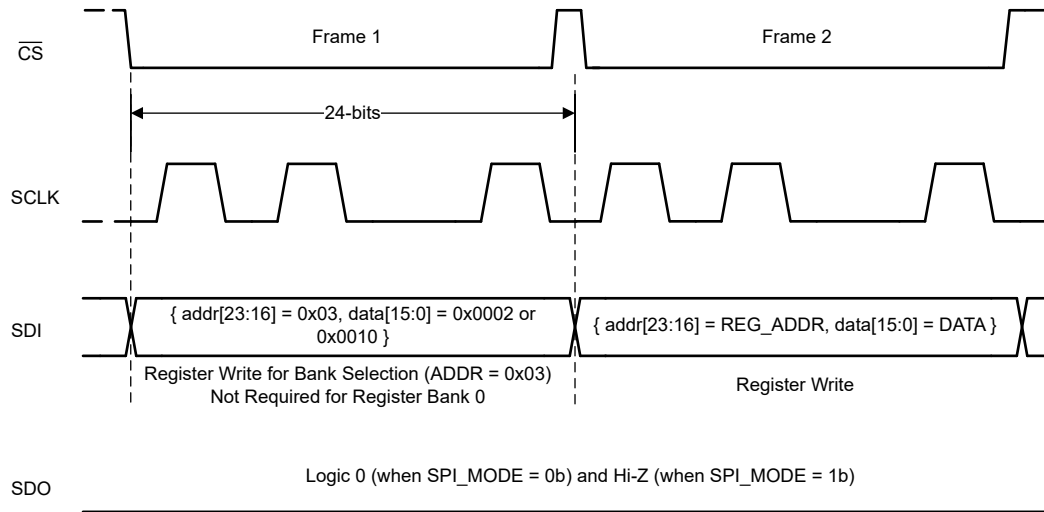 Frame 1
Frame 2
CS
24-bits
SCLK
{ addr[23:16] = 0x03, data[15:0] = 0x0002 or
0x0010 }
{ addr[23:16] = REG_ADDR, data[15:0] = DATA }
SDI
Register Write for Bank Selection (ADDR = 0x03)
Not Required for Register Bank 0
Register Write
Logic 0 (when SPI_MODE = 0b) and Hi-Z (when SPI_MODE = 1b)
SDO